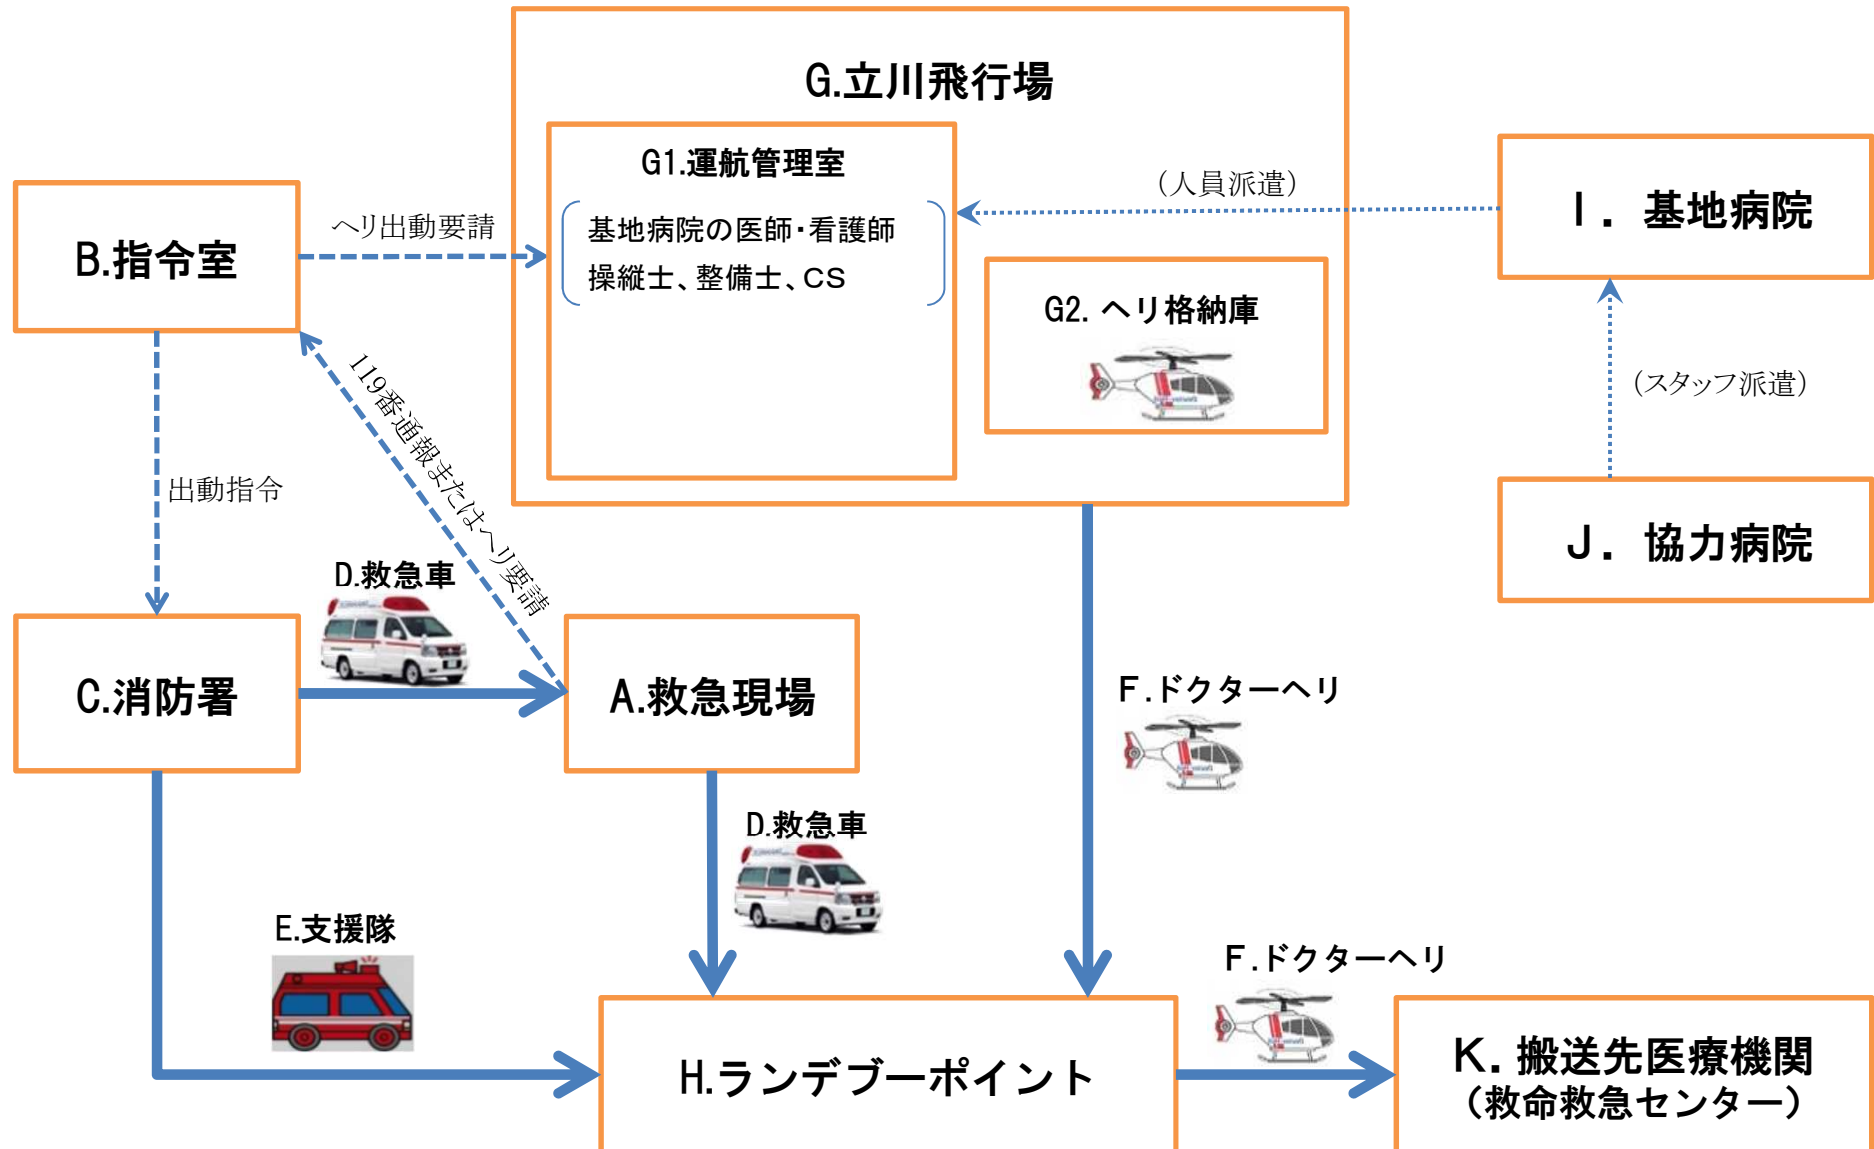 G.立川飛行場
G1.運航管理室
基地病院の医師・看護師
操縦士、整備士、CS
G2. ヘリ格納庫
(人員派遣)
I. 基地病院
B.指令室
ヘリ出動要請
119番通報またはヘリ要請
(スタッフ派遣)
出動指令
J. 協力病院
D.救急車
C.消防署
A.救急現場
F.ドクターヘリ
D.救急車
E.支援隊
F.ドクターヘリ
H.ランデブーポイント
K. 搬送先医療機関
(救命救急センター)